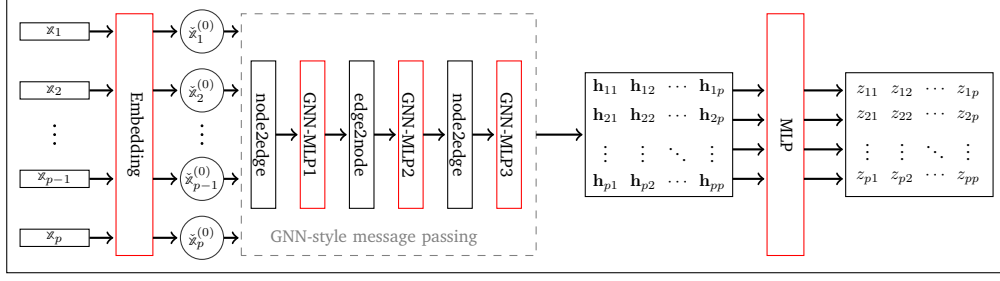 𝕩₁
𝕩₂
⋮
𝕩ₚ₋₁
𝕩ₚ
Embedding
𝕩̌₁⁽⁰⁾
𝕩̌₂⁽⁰⁾
⋮
𝕩̌ₚ₋₁⁽⁰⁾
𝕩̌ₚ⁽⁰⁾
node2edge
GNN-MLP1
edge2node
GNN-MLP2
node2edge
GNN-MLP3
GNN-style message passing
h₁₁ h₁₂ ⋯ h₁ₚ
h₂₁ h₂₂ ⋯ h₂ₚ
⋮ ⋮ ⋱ ⋮
hₚ₁ hₚ₂ ⋯ hₚₚ
MLP
z₁₁ z₁₂ ⋯ z₁ₚ
z₂₁ z₂₂ ⋯ z₂ₚ
⋮ ⋮ ⋱ ⋮
zₚ₁ zₚ₂ ⋯ zₚₚ